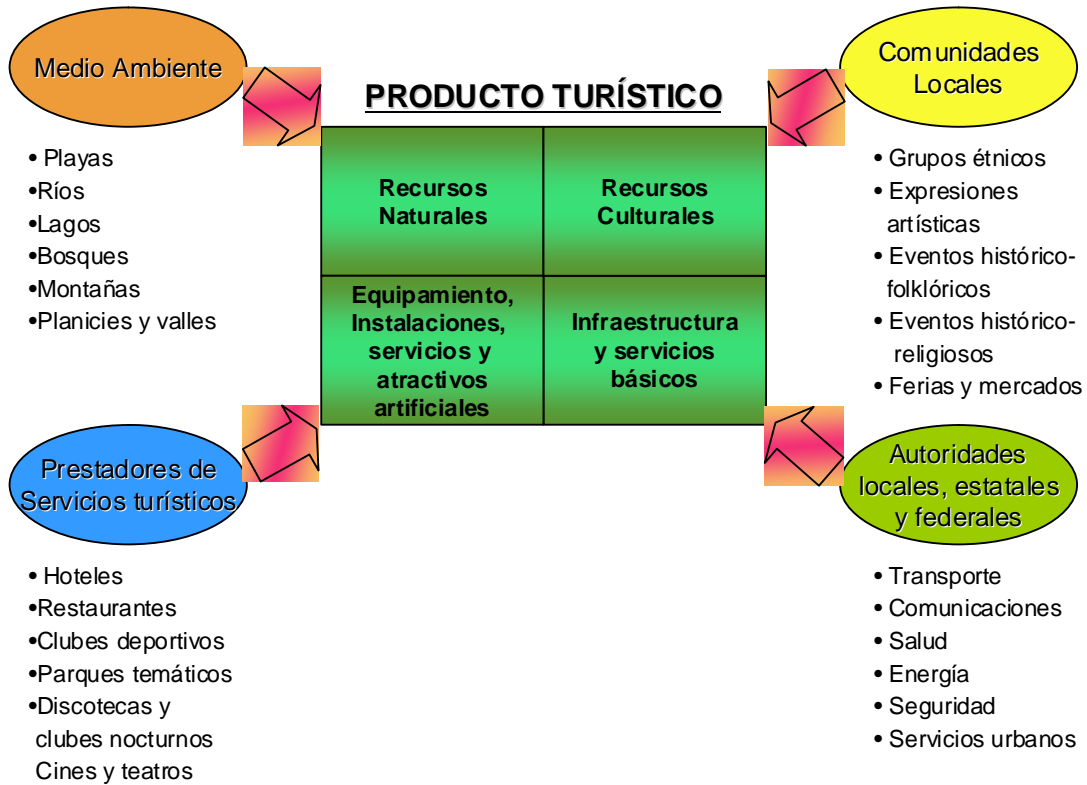 Medio Ambiente
• Playas
•Ríos
•Lagos
•Bosques
•Montañas
•Planicies y valles
PRODUCTO TURÍSTICO
Recursos
Naturales
Recursos
Culturales
Equipamiento,
Instalaciones,
servicios y
atractivos
artificiales
Infraestructura
y servicios
básicos
Comunidades
Locales
• Grupos étnicos
• Expresiones
artísticas
• Eventos histórico-
folklóricos
• Eventos histórico-
religiosos
• Ferias y mercados
Prestadores de
Servicios turísticos
• Hoteles
•Restaurantes
•Clubes deportivos
•Parques temáticos
•Discotecas y
clubes nocturnos
Cines y teatros
Autoridades
locales, estatales
y federales
• Transporte
• Comunicaciones
• Salud
• Energía
• Seguridad
• Servicios urbanos